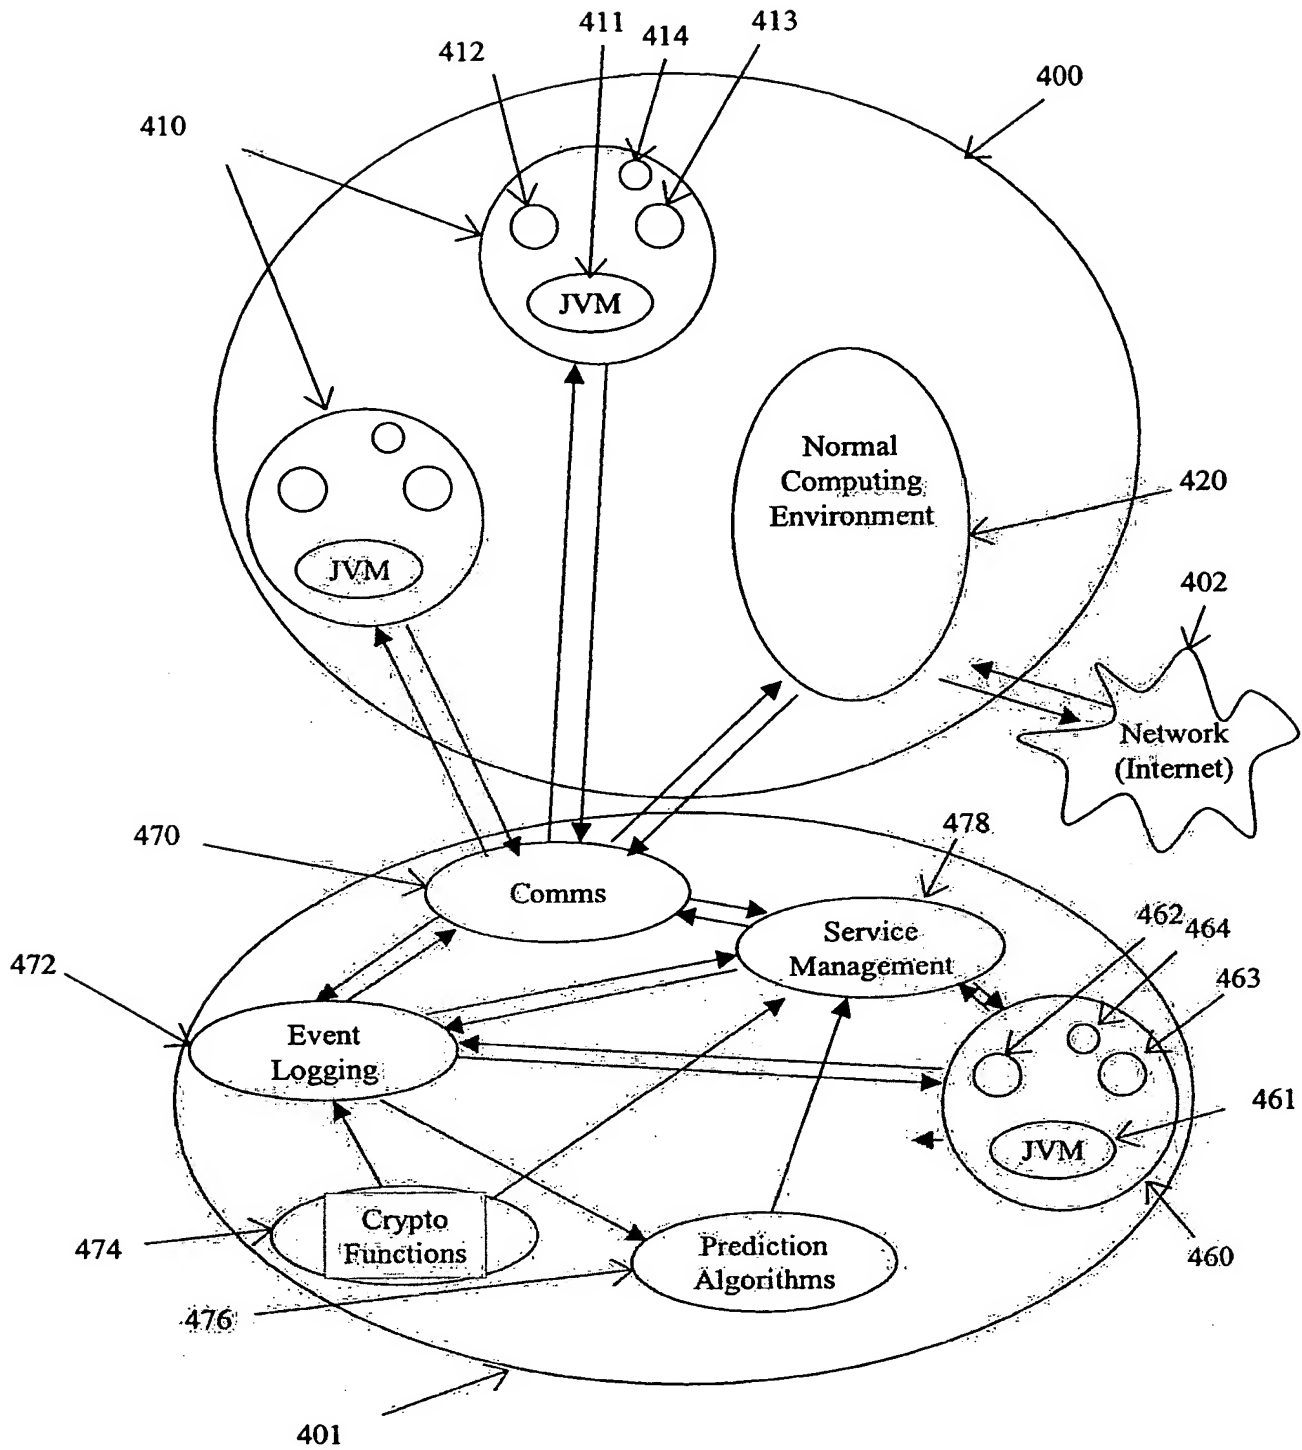 411
412
414
413
400
410
JVM
Normal
Computing
Environment
420
JVM
402
Network
(Internet)
470
478
Comms
462
464
Service
Management
472
463
Event
Logging
461
JVM
Crypto
Functions
474
Prediction
Algorithms
460
476
401